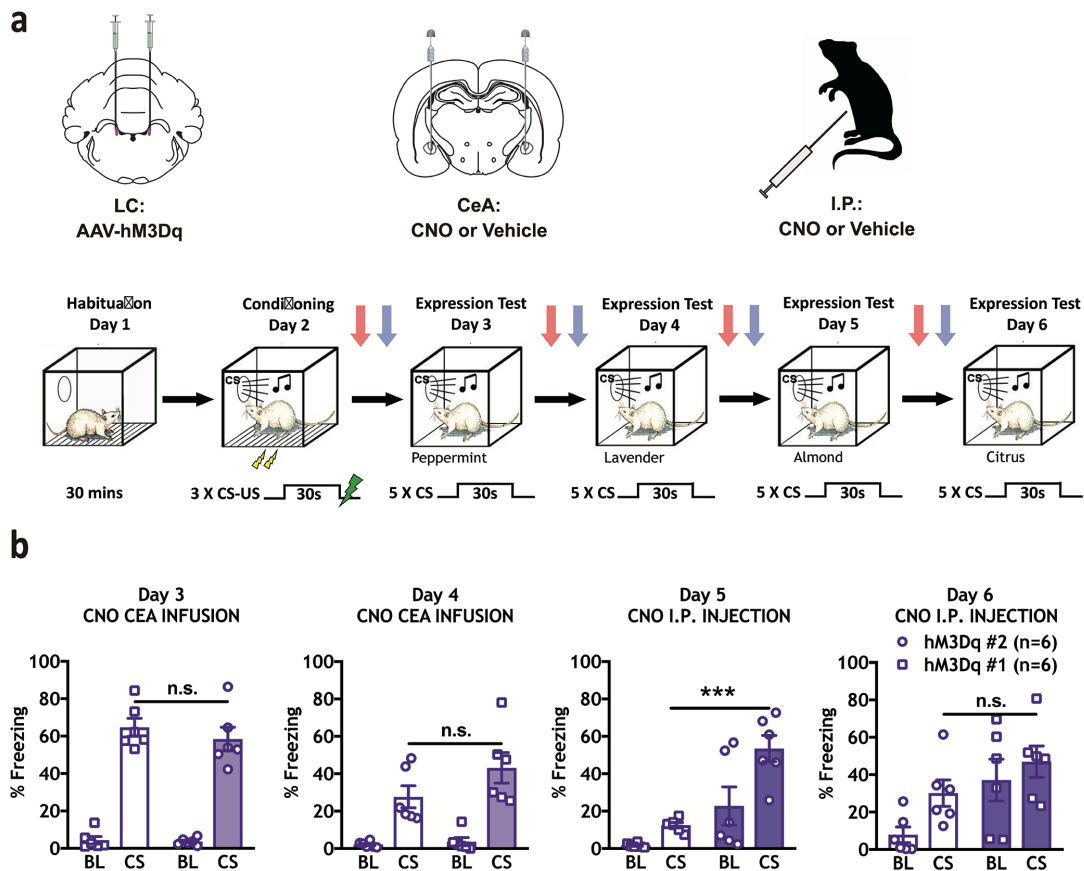 a
LC:
AAV-hM3Dq
CeA:
CNO or Vehicle
I.P.:
CNO or Vehicle
Habitua☒on
Day 1
Condi☒oning
Day 2
Expression Test
Day 3
Expression Test
Day 4
Expression Test
Day 5
Expression Test
Day 6
CS
CS
CS
CS
CS
Peppermint
Lavender
Almond
Citrus
30 mins
3 X CS-US 30s
5 X CS 30s
5 X CS 30s
5 X CS 30s
5 X CS 30s
b
Day 3
CNO CEA INFUSION
% Freezing
100
80
60
40
20
0
n.s.
BL CS BL CS
Day 4
CNO CEA INFUSION
% Freezing
100
80
60
40
20
0
n.s.
BL CS BL CS
Day 5
CNO I.P. INJECTION
% Freezing
100
80
60
40
20
0
***
BL CS BL CS
Day 6
CNO I.P. INJECTION
hM3Dq #2 (n=6)
hM3Dq #1 (n=6)
% Freezing
100
80
60
40
20
0
n.s.
BL CS BL CS